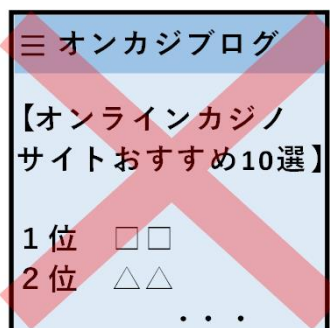 ☰ オンカジブログ
【オンラインカジノ
サイトおすすめ10選】
1位 □□
2位 △△
・・・